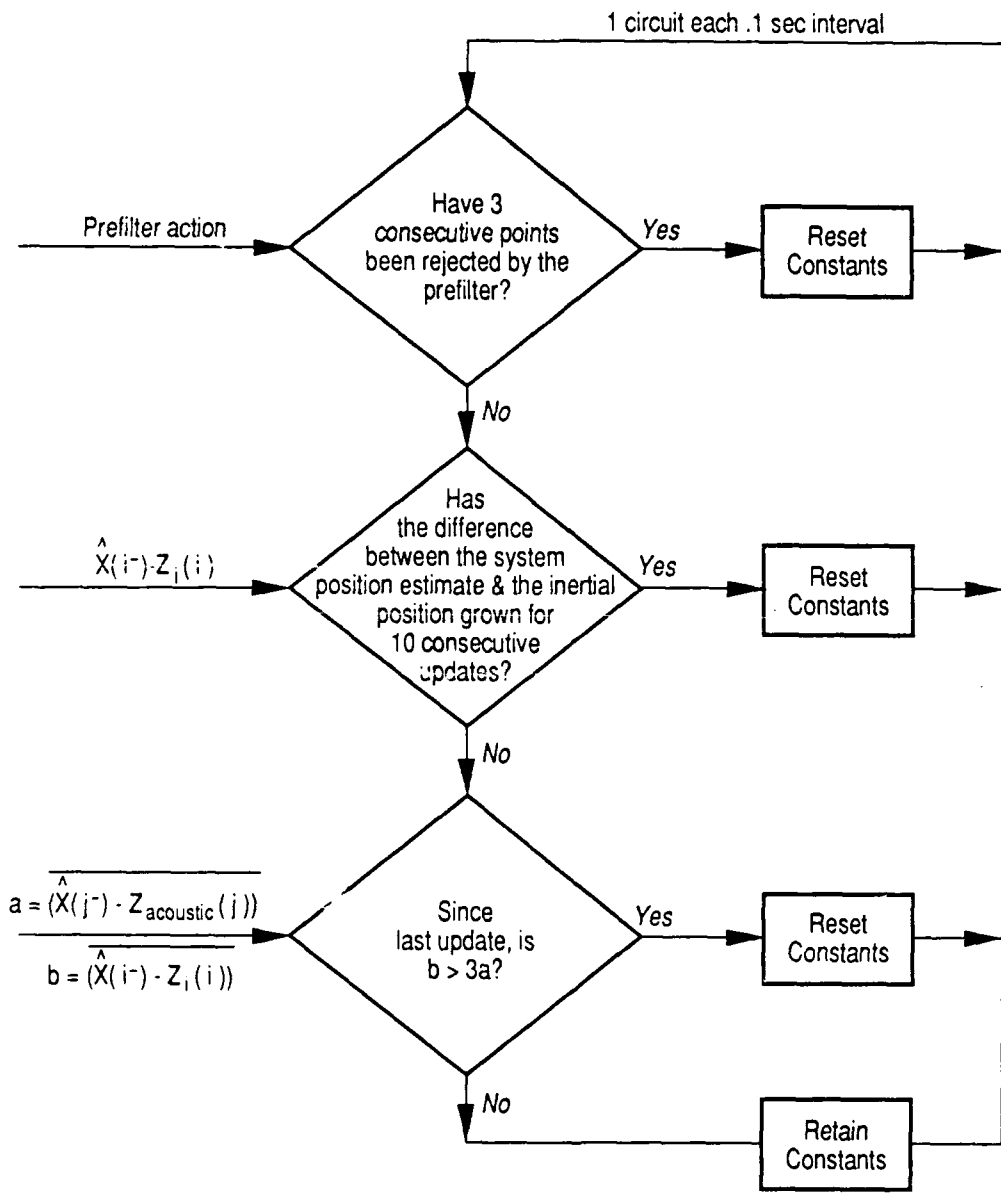 1 circuit each .1 sec interval
Prefilter action
Have 3
consecutive points
been rejected by the
prefilter?
Yes
Reset
Constants
No
X̂(i⁻)-Z_i(i)
Has
the difference
between the system
position estimate & the inertial
position grown for
10 consecutive
updates?
Yes
Reset
Constants
No
a = \overline{(X̂(j⁻) - Z_acoustic(j))}
b = \overline{(X̂(i⁻) - Z_i(i))}
Since
last update, is
b > 3a?
Yes
Reset
Constants
No
Retain
Constants